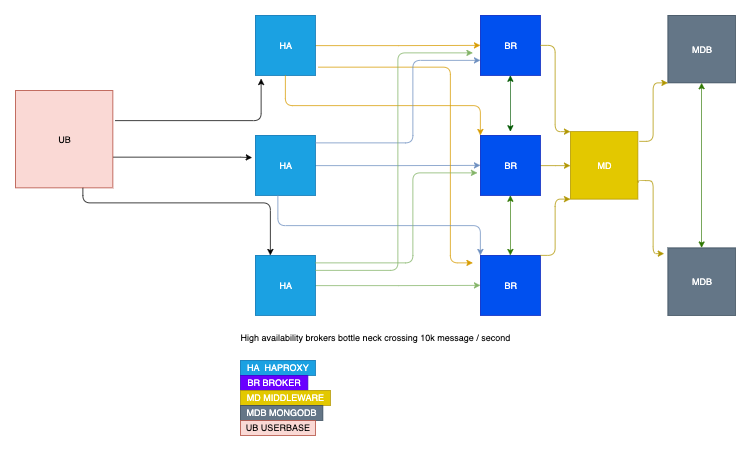 HA
BR
MDB
UB
HA
BR
MD
HA
BR
MDB
High availability brokers bottle neck crossing 10k message / second
HA HAPROXY
BR BROKER
MD MIDDLEWARE
MDB MONGODB
UB USERBASE